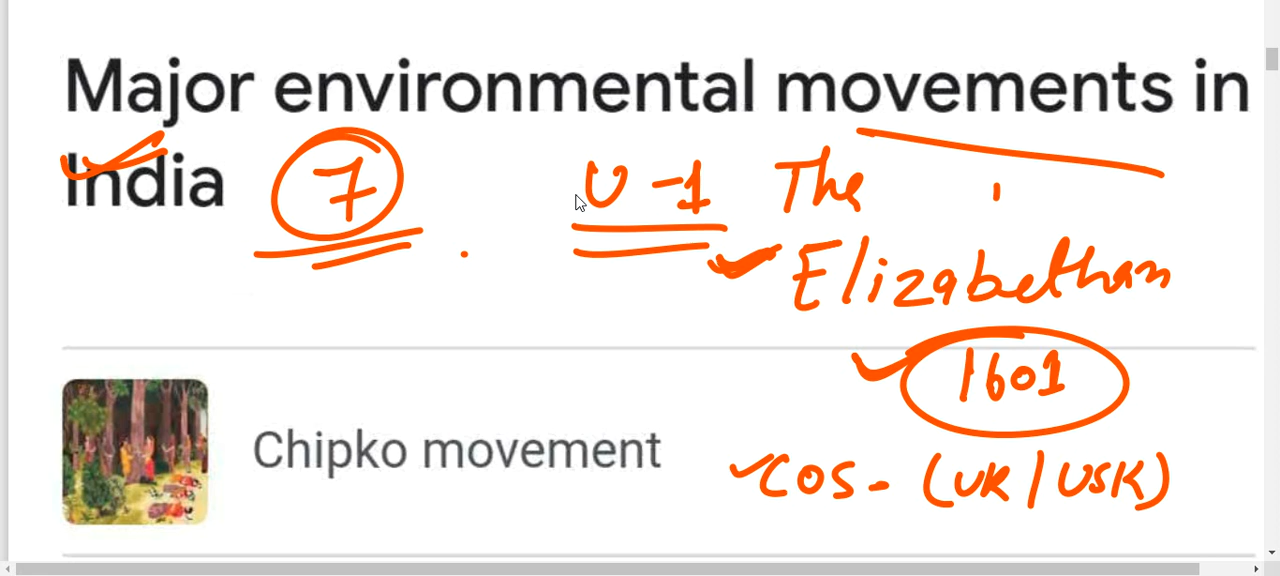 Major environmental movements in
India 7 U-1 The
Elizabethan
1601
Chipko movement
COS- (UK/USK)